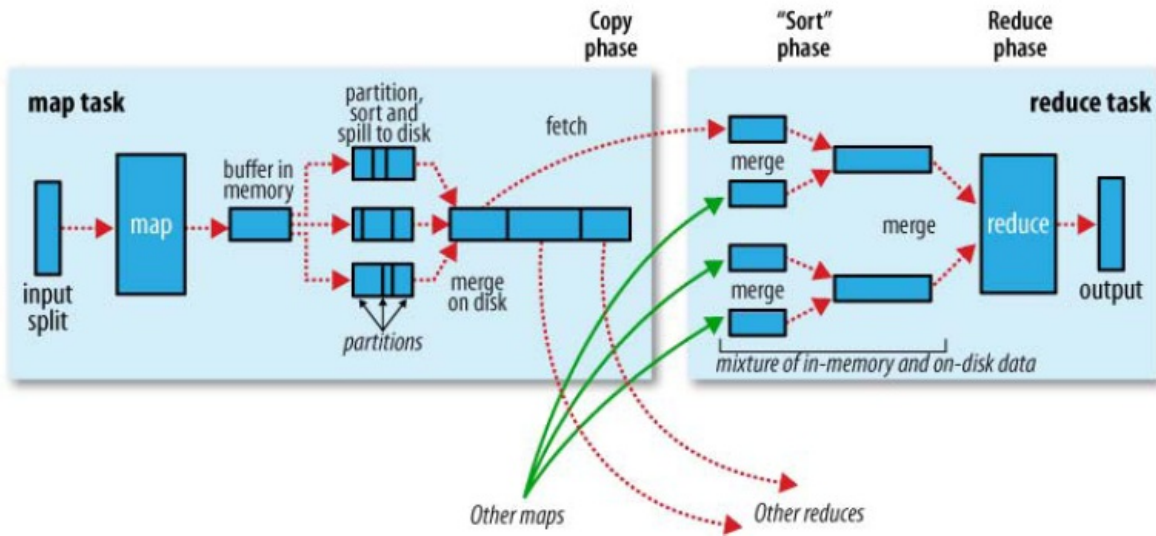 Copy
phase
“Sort”
phase
Reduce
phase
map task
partition,
sort and
spill to disk
fetch
buffer in
memory
map
input
split
merge
on disk
partitions
reduce task
merge
merge
merge
reduce
output
mixture of in-memory and on-disk data
Other maps
Other reduces